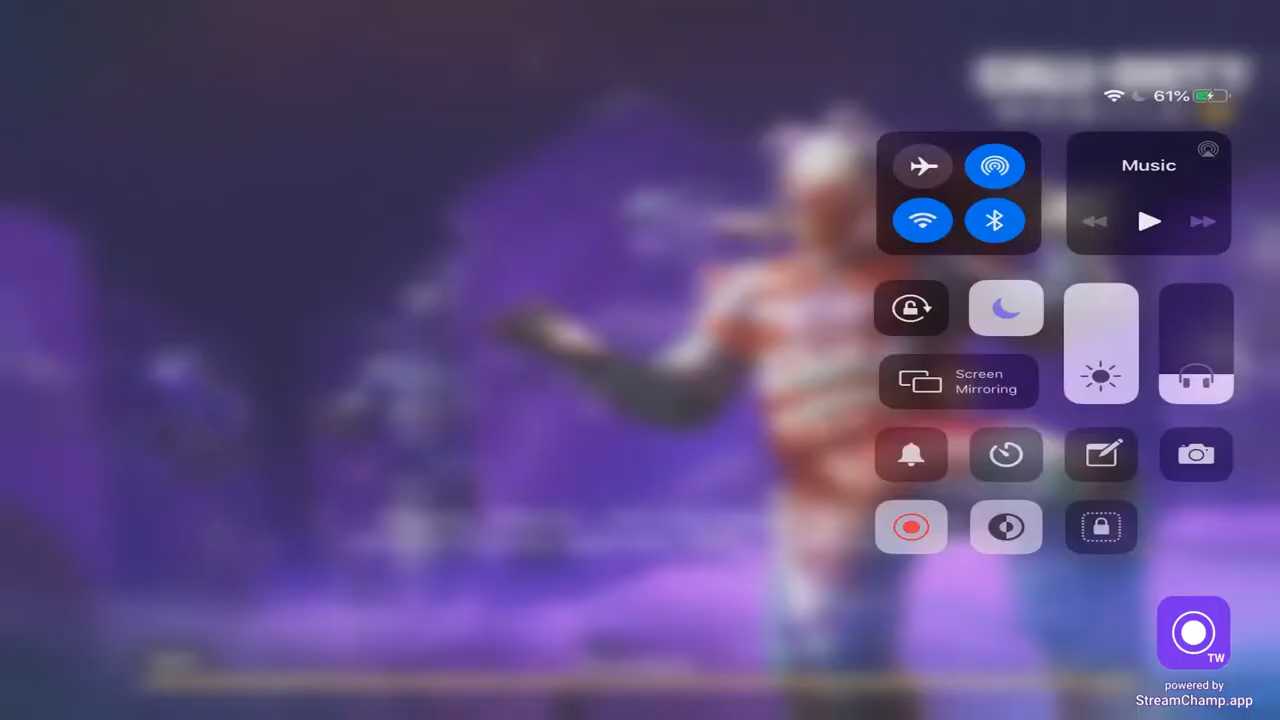 61%
Music
Screen
Mirroring
TW
powered by
StreamChamp.app